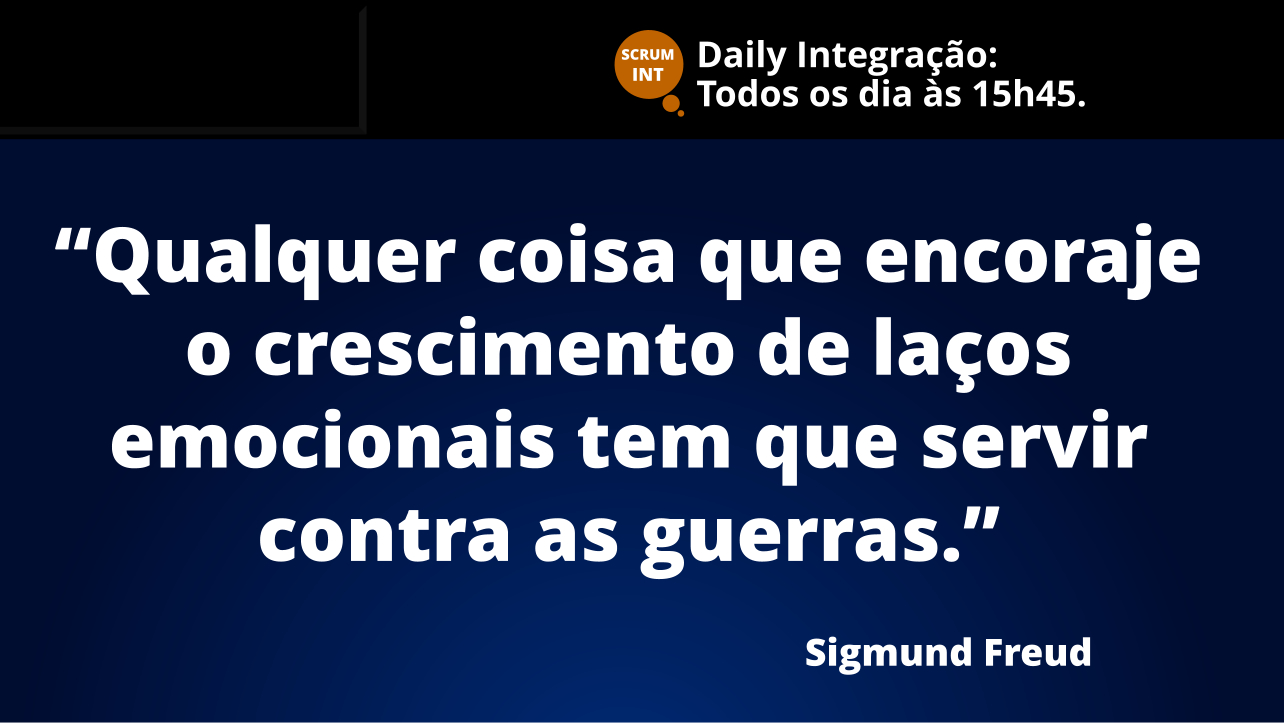 SCRUM
INT
Daily Integração:
Todos os dia às 15h45.
“Qualquer coisa que encoraje
o crescimento de laços
emocionais tem que servir
contra as guerras.”
Sigmund Freud